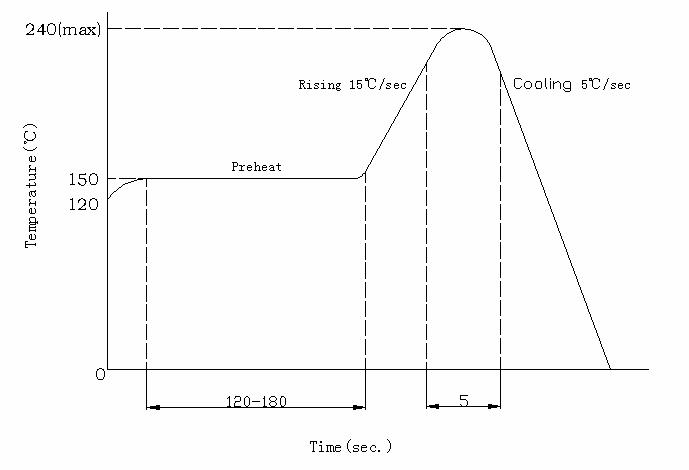 240(max)
Rising 15℃/sec
Cooling 5℃/sec
Temperature(℃)
Preheat
150
120
0
120-180
5
Time(sec.)